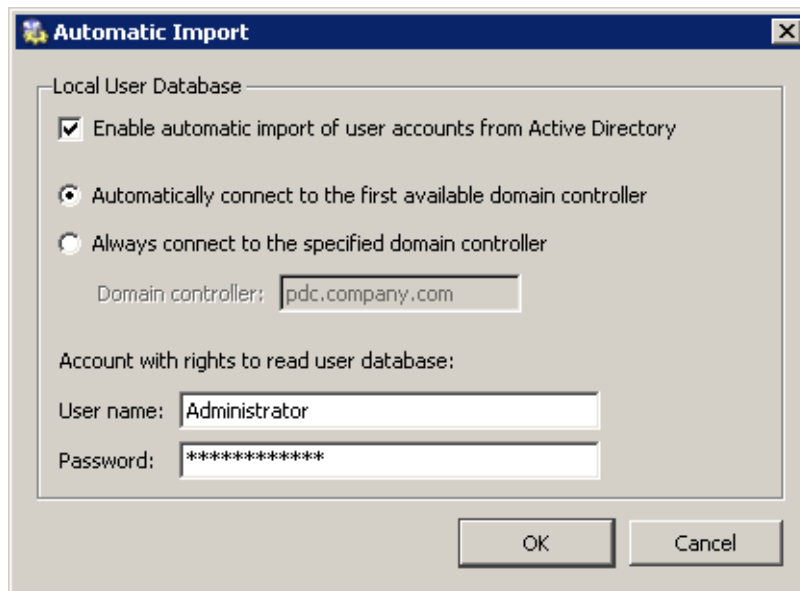 Automatic Import
Local User Database
Enable automatic import of user accounts from Active Directory
Automatically connect to the first available domain controller
Always connect to the specified domain controller
Domain controller: pdc.company.com
Account with rights to read user database:
User name: Administrator
Password: ************
OK Cancel